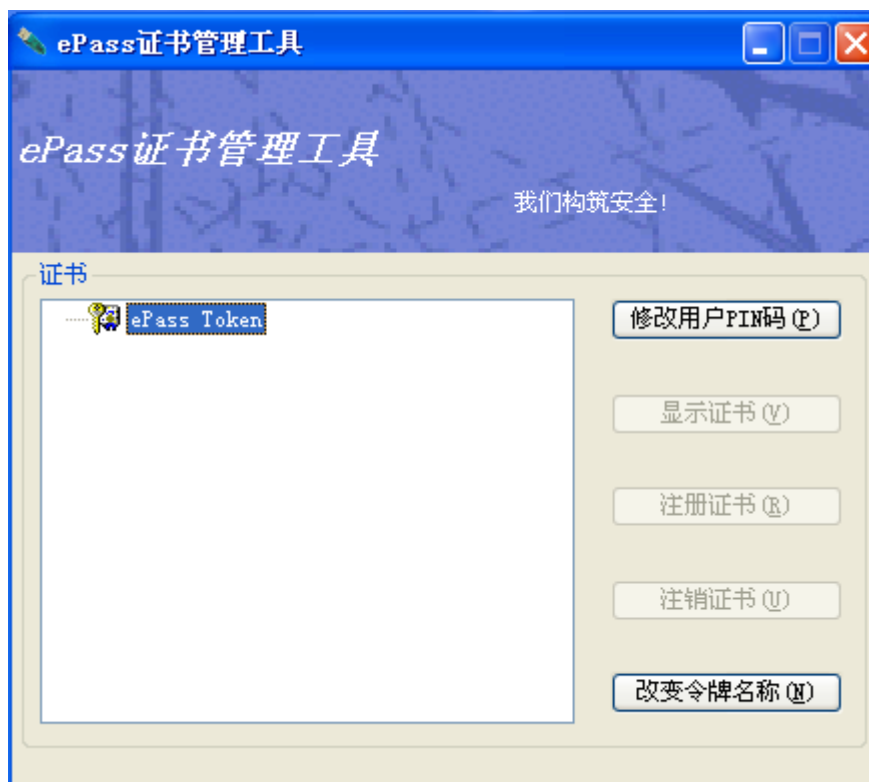 ePass证书管理工具
ePass证书管理工具
我们构筑安全!
证书
ePass Token
修改用户PIN码(P)
显示证书(V)
注册证书(R)
注销证书(U)
改变令牌名称(N)